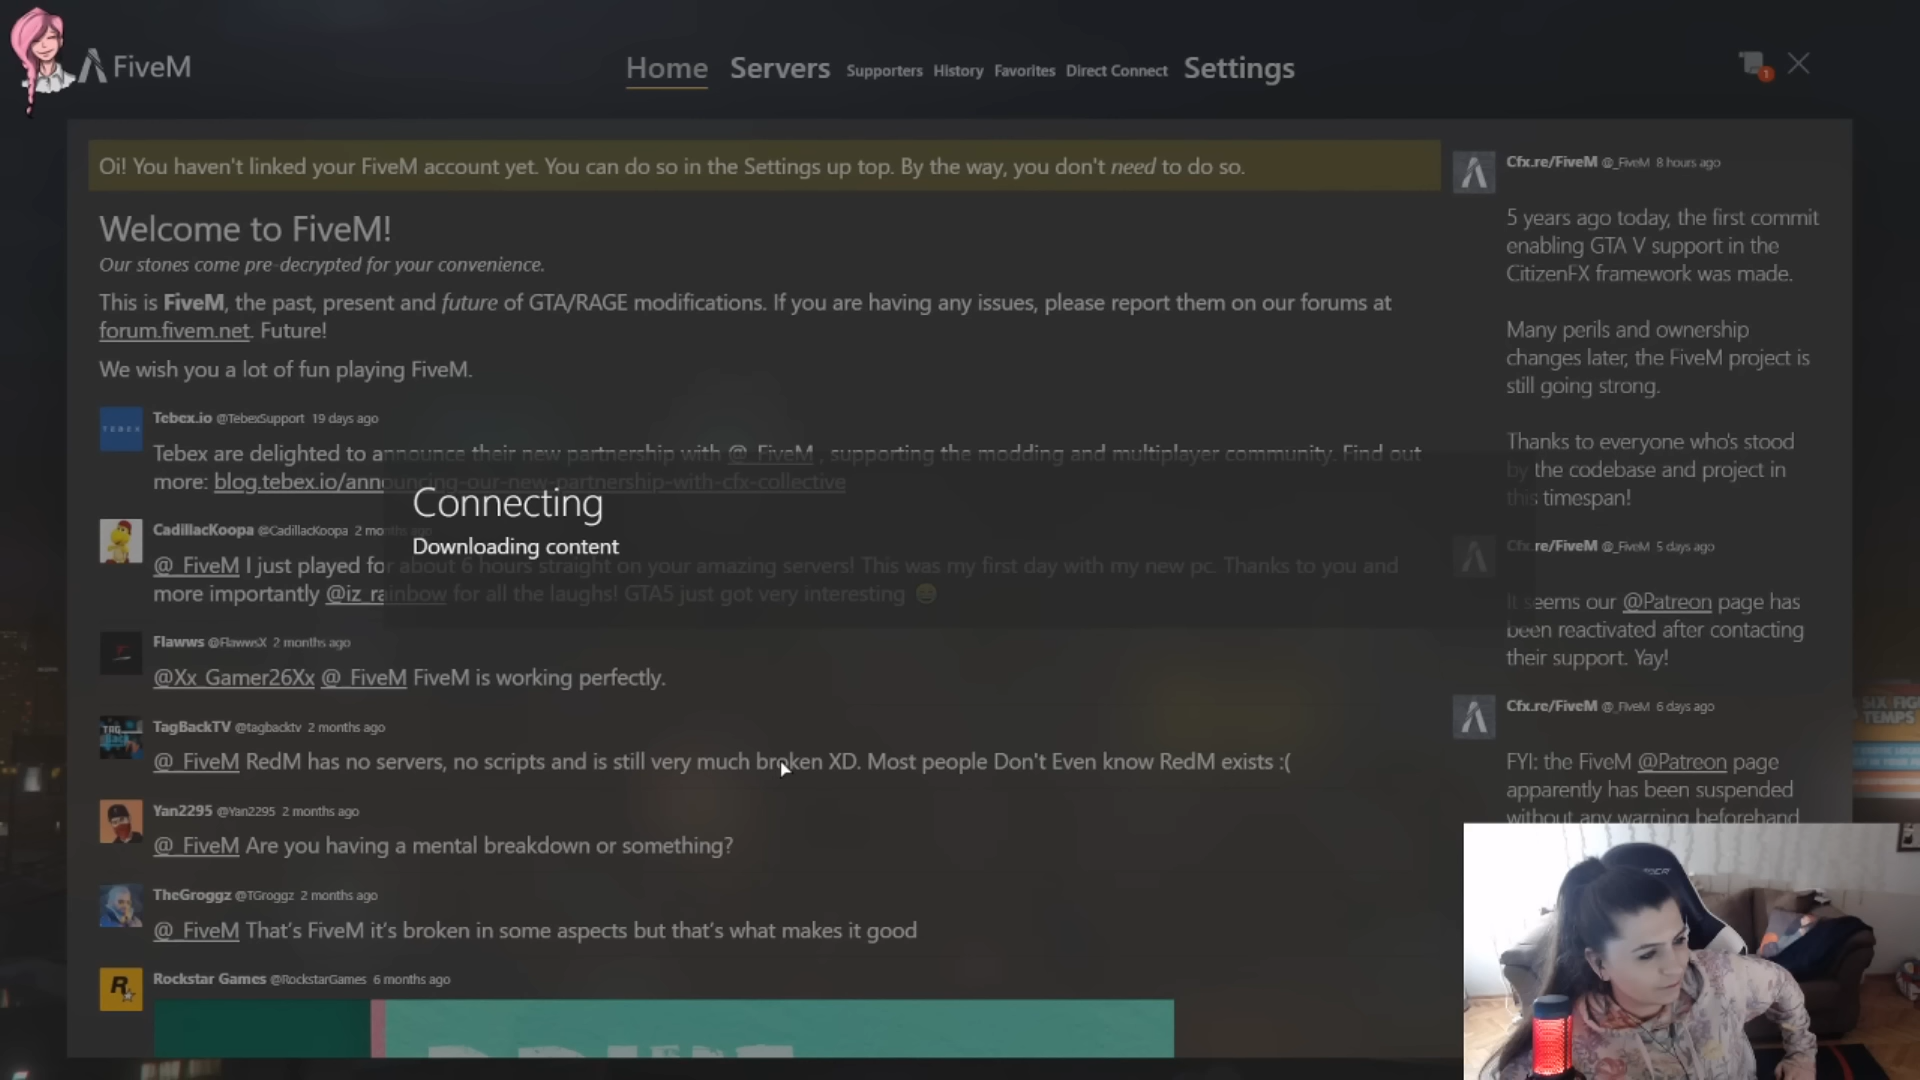 FiveM
Home Servers Supporters History Favorites Direct Connect Settings
1
Oi! You haven't linked your FiveM account yet. You can do so in the Settings up top. By the way, you don't need to do so.
Welcome to FiveM!
Our stones come pre-decrypted for your convenience.
This is FiveM, the past, present and future of GTA/RAGE modifications. If you are having any issues, please report them on our forums at
forum.fivem.net. Future!
We wish you a lot of fun playing FiveM.
TEBEX
Tebex.io @TebexSupport 19 days ago
Tebex are delighted to announce their new partnership with @_FiveM , supporting the modding and multiplayer community. Find out
more: blog.tebex.io/announcing-our-new-partnership-with-cfx-collective
Connecting
Downloading content
CadillacKoopa @CadillacKoopa 2 months ago
@_FiveM I just played for about 6 hours straight on your amazing servers! This was my first day with my new pc. Thanks to you and
more importantly @iz_rainbow for all the laughs! GTA5 just got very interesting 😅
Flawws @FlawwsX 2 months ago
@Xx_Gamer26Xx @_FiveM FiveM is working perfectly.
TagBackTV @tagbacktv 2 months ago
@_FiveM RedM has no servers, no scripts and is still very much broken XD. Most people Don't Even know RedM exists :(
Yan2295 @Yan2295 2 months ago
@_FiveM Are you having a mental breakdown or something?
TheGroggz @TGroggz 2 months ago
@_FiveM That's FiveM it's broken in some aspects but that's what makes it good
Rockstar Games @RockstarGames 6 months ago
Cfx.re/FiveM @_FiveM 8 hours ago
5 years ago today, the first commit
enabling GTA V support in the
CitizenFX framework was made.
Many perils and ownership
changes later, the FiveM project is
still going strong.
Thanks to everyone who's stood
by the codebase and project in
this timespan!
Cfx.re/FiveM @_FiveM 5 days ago
It seems our @Patreon page has
been reactivated after contacting
their support. Yay!
Cfx.re/FiveM @_FiveM 6 days ago
FYI: the FiveM @Patreon page
apparently has been suspended
without any warning beforehand
SIX FIG
TEMPS